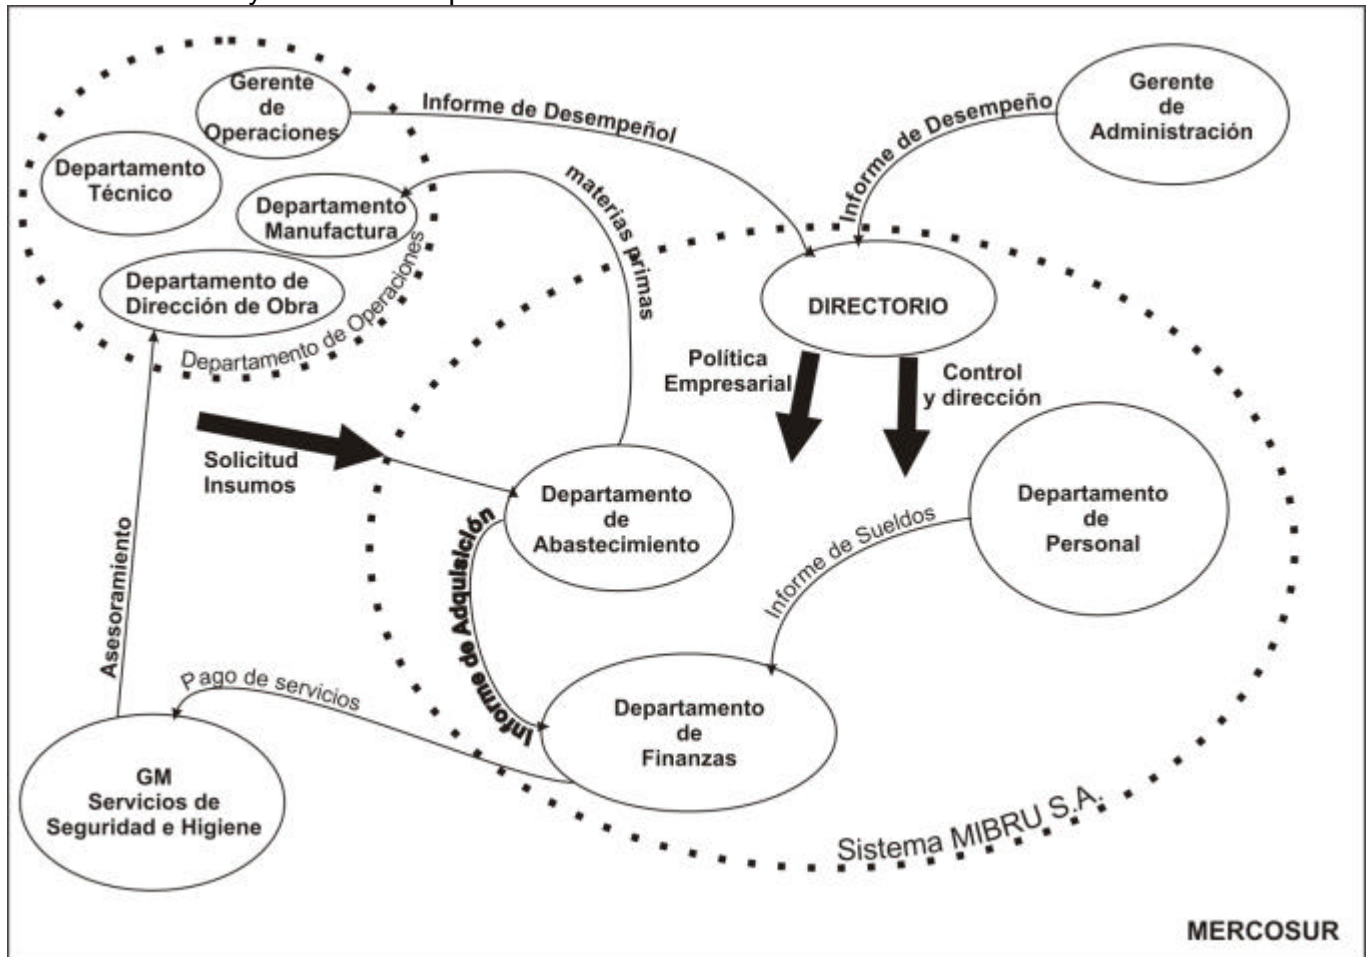 Gerente
de
Operaciones
Departamento
Técnico
Departamento
Manufactura
Departamento de
Dirección de Obra
Departamento de Operaciones
Informe de Desempeñol
materias primas
Informe de Desempeño
Gerente
de
Administración
DIRECTORIO
Política
Empresarial
Control
y dirección
Solicitud
Insumos
Departamento
de
Abastecimiento
Departamento
de
Personal
Informe de Adquisición
Informe de Sueldos
Asesoramiento
Pago de servicios
Departamento
de
Finanzas
GM
Servicios de
Seguridad e Higiene
Sistema MIBRU S.A.
MERCOSUR